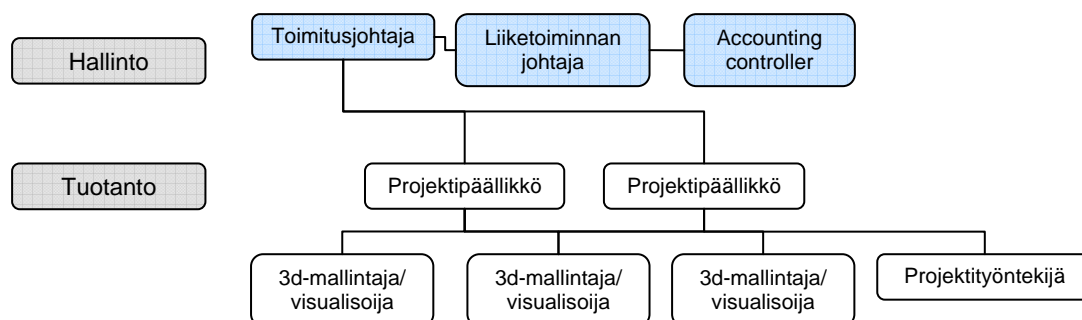 Hallinto
Toimitusjohtaja
Liiketoiminnan
johtaja
Accounting
controller
Tuotanto
Projektipäällikkö
Projektipäällikkö
3d-mallintaja/
visualisoija
3d-mallintaja/
visualisoija
3d-mallintaja/
visualisoija
Projektityöntekijä